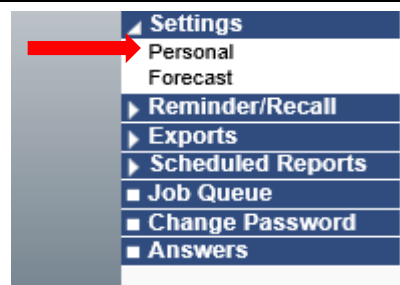 Settings
Personal
Forecast
Reminder/Recall
Exports
Scheduled Reports
Job Queue
Change Password
Answers